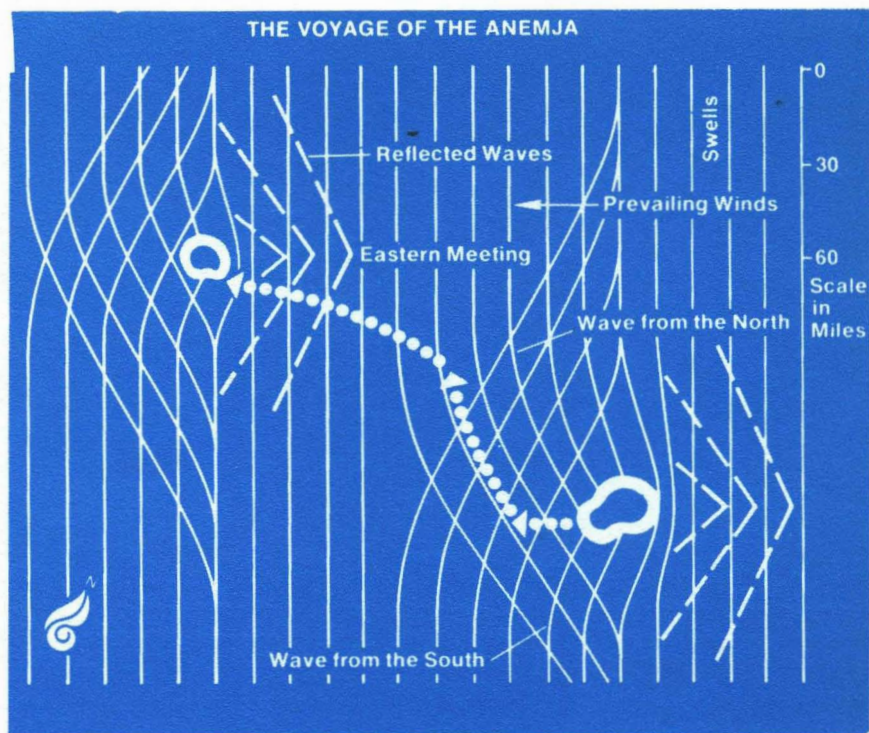 THE VOYAGE OF THE ANEMJA
0
Swells
Reflected Waves
30
Prevailing Winds
Eastern Meeting
60
Scale
in
Miles
Wave from the North
N
Wave from the South